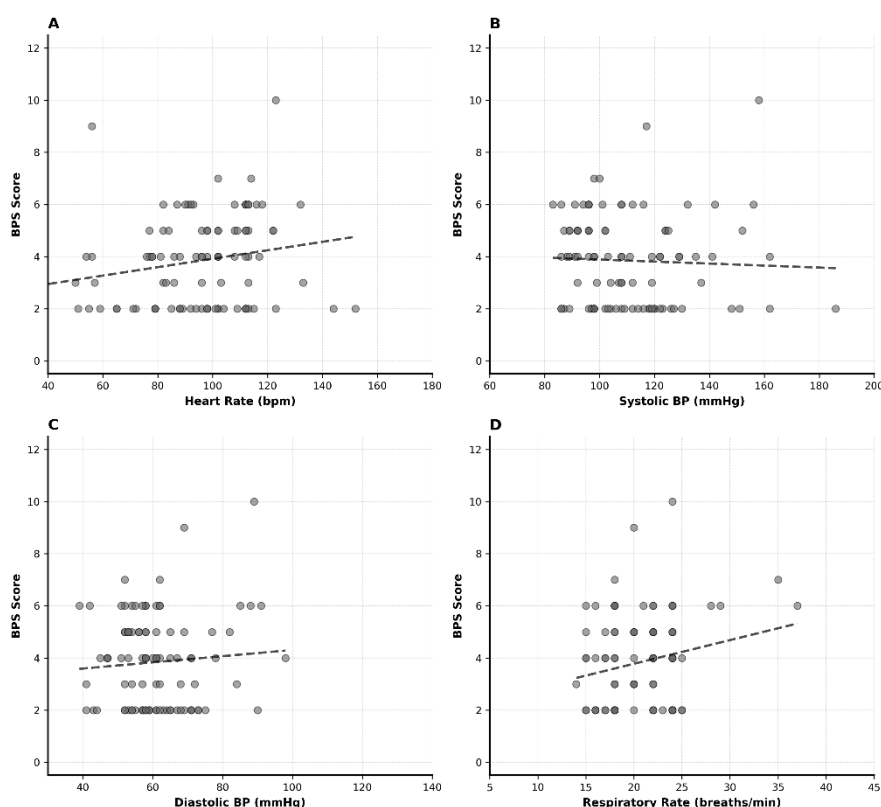 A
B
12
10
8
6
4
2
0
BPS Score
40 60 80 100 120 140 160 180
Heart Rate (bpm)
12
10
8
6
4
2
0
BPS Score
60 80 100 120 140 160 200
180
Systolic BP (mmHg)
C
D
12
10
8
6
4
2
0
BPS Score
40 60 80 100 120 140
Diastolic BP (mmHg)
12
10
8
6
4
2
0
BPS Score
5 10 15 20 25 30 35 40 45
Respiratory Rate (breaths/min)